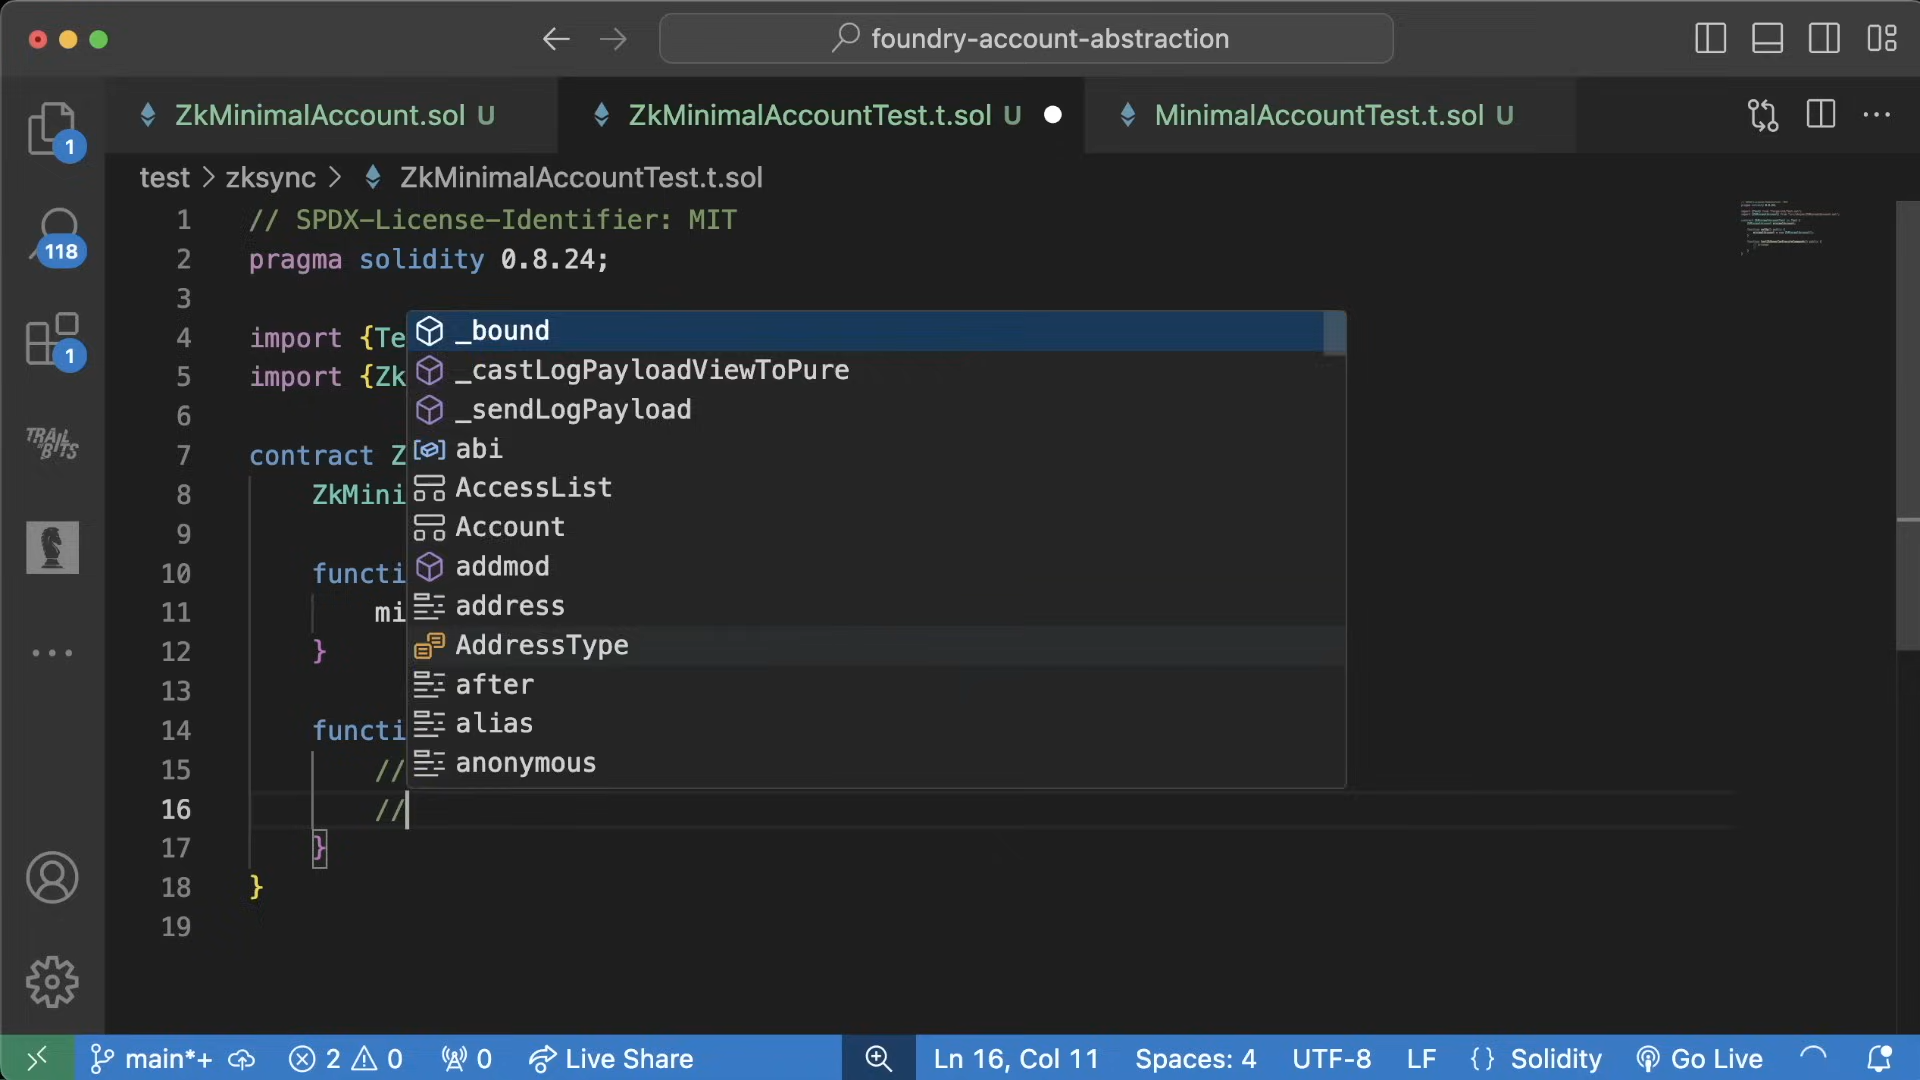 foundry-account-abstraction
ZkMinimalAccount.sol U
ZkMinimalAccountTest.t.sol U
MinimalAccountTest.t.sol U
test > zksync > ZkMinimalAccountTest.t.sol
1 // SPDX-License-Identifier: MIT
2 pragma solidity 0.8.24;
3
4 import {Te
5 import {Zk
6
7 contract Z
8 ZkMini
9
10 functi
11 mi
12 }
13
14 functi
15 //
16 //
17 }
18 }
19
_bound
_castLogPayloadViewToPure
_sendLogPayload
abi
AccessList
Account
addmod
address
AddressType
after
alias
anonymous
1
118
1
TRAIL OF BITS
main*+
2
0
0
Live Share
Ln 16, Col 11
Spaces: 4
UTF-8
LF
{} Solidity
Go Live